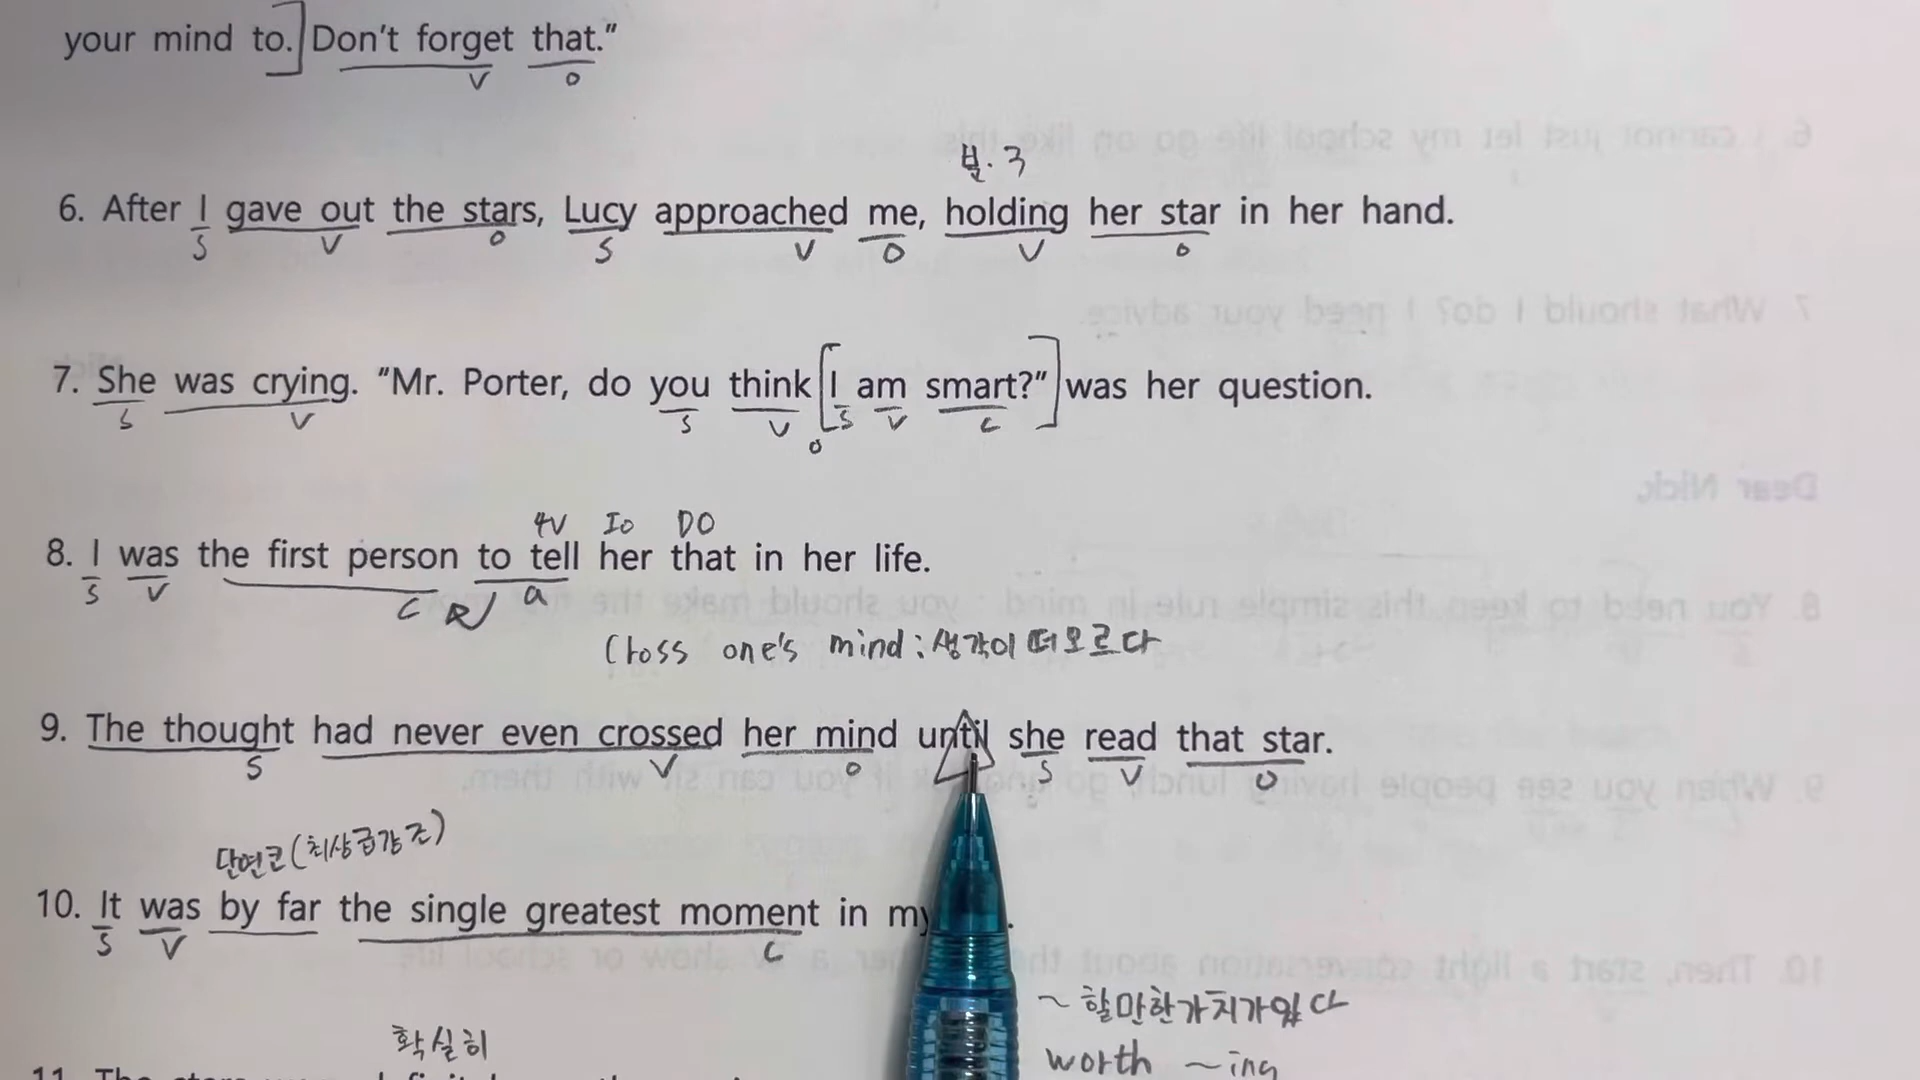 your mind to.] Don't forget that."
V O
분.구
6. After I gave out the stars, Lucy approached me, holding her star in her hand.
S V O S V O V O
7. She was crying. "Mr. Porter, do you think [I am smart?"] was her question.
S V S V O S V C
4V IO DO
8. I was the first person to tell her that in her life.
S V C a
Cross one's mind : 생각이 떠오르다
9. The thought had never even crossed her mind until she read that star.
S V O S V O
단연코(최상급강조)
10. It was by far the single greatest moment in my
S V C
~ 할만한가치가있다
확실히
worth ~ing
11. The